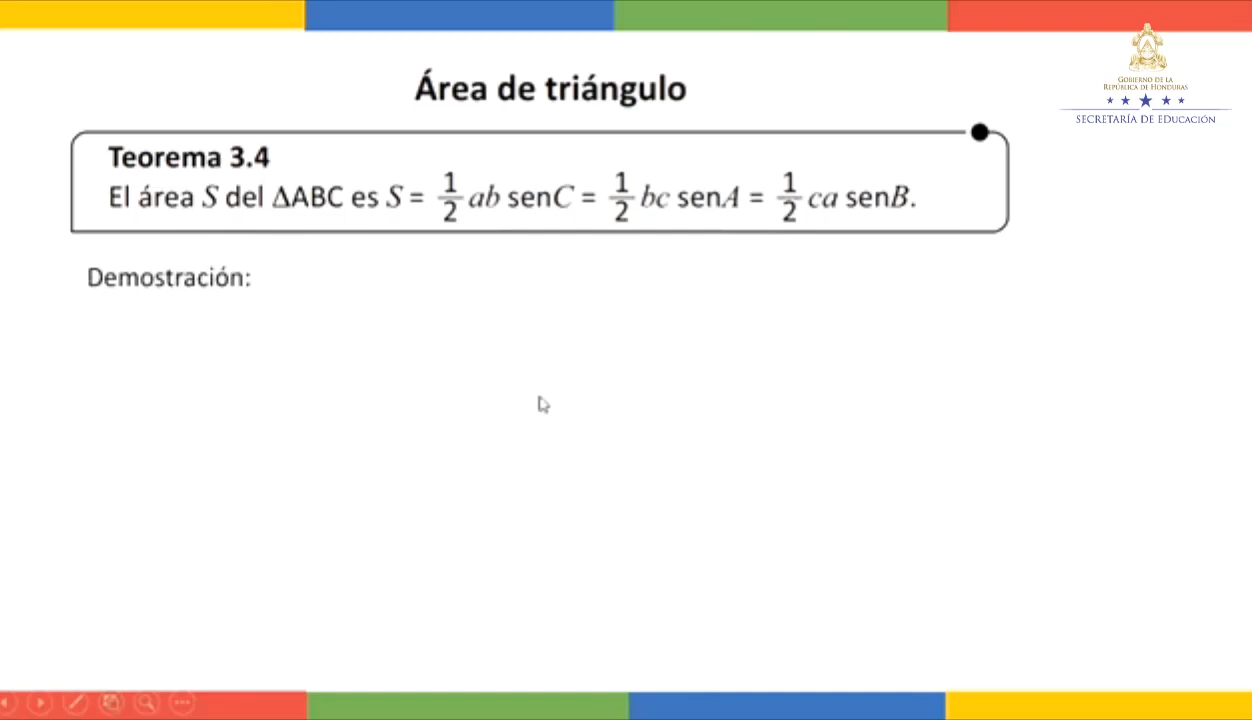 GOBIERNO DE LA
REPÚBLICA DE HONDURAS
SECRETARÍA DE EDUCACIÓN
Área de triángulo
Teorema 3.4
El área S del ΔABC es S = 1/2 ab senC = 1/2 bc senA = 1/2 ca senB.
Demostración: